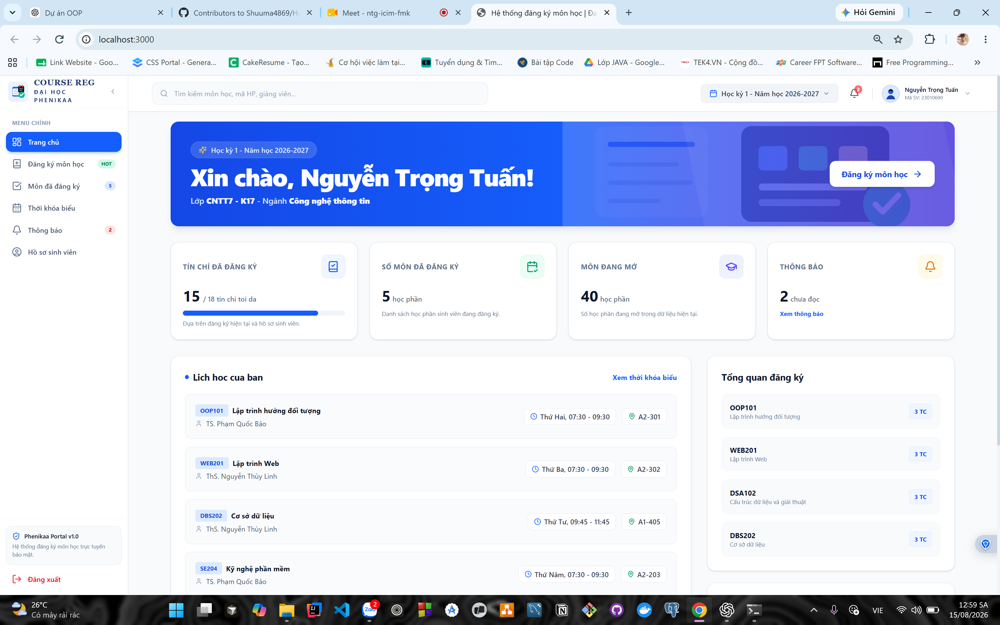 Dự án OOP
Contributors to Shuuma4869/He
Meet - ntg-icim-fmk
Hệ thống đăng ký môn học | Đạ
Hỏi Gemini
localhost:3000
Link Website - Goo...
CSS Portal - Genera...
CakeResume - Tạo...
Cơ hội việc làm tại...
Tuyển dụng & Tìm...
Bài tập Code
Lớp JAVA - Google...
TEK4.VN - Cộng đồ...
Career FPT Software...
Free Programming...
COURSE REG
ĐẠI HỌC
PHENIKAA
Tìm kiếm môn học, mã HP, giảng viên...
Học kỳ 1 - Năm học 2026-2027
2
Nguyễn Trọng Tuấn
Mã SV: 23010690
MENU CHÍNH
Trang chủ
Đăng ký môn học
HOT
Môn đã đăng ký
5
Thời khóa biểu
Thông báo
2
Hồ sơ sinh viên
Học kỳ 1 - Năm học 2026-2027
Xin chào, Nguyễn Trọng Tuấn!
Lớp CNTT7 - K17 - Ngành Công nghệ thông tin
Đăng ký môn học
TÍN CHỈ ĐÃ ĐĂNG KÝ
15 / 18 tin chi toi da
Dựa trên đăng ký hiện tại và hồ sơ sinh viên.
SỐ MÔN ĐÃ ĐĂNG KÝ
5 học phần
Danh sách học phần sinh viên đang đăng ký.
MÔN ĐANG MỞ
40 học phần
Số học phần đang mở trong dữ liệu hiện tại.
THÔNG BÁO
2 chưa đọc
Xem thông báo
Lich hoc cua ban
Xem thời khóa biểu
OOP101 Lập trình hướng đối tượng
TS. Phạm Quốc Bảo
Thứ Hai, 07:30 - 09:30
A2-301
WEB201 Lập trình Web
ThS. Nguyễn Thùy Linh
Thứ Ba, 07:30 - 09:30
A2-302
DBS202 Cơ sở dữ liệu
ThS. Nguyễn Thùy Linh
Thứ Tư, 09:45 - 11:45
A1-405
SE204 Kỹ nghệ phần mềm
TS. Phạm Quốc Bảo
Thứ Năm, 07:30 - 09:30
A2-203
Tổng quan đăng ký
OOP101
Lập trình hướng đối tượng
3 TC
WEB201
Lập trình Web
3 TC
DSA102
Cấu trúc dữ liệu và giải thuật
3 TC
DBS202
Cơ sở dữ liệu
3 TC
Phenikaa Portal v1.0
Hệ thống đăng ký môn học trực tuyến
bảo mật.
Đăng xuất
26°C
Có mây rải rác
Zalo
2
VIE
12:59 SA
15/08/2026